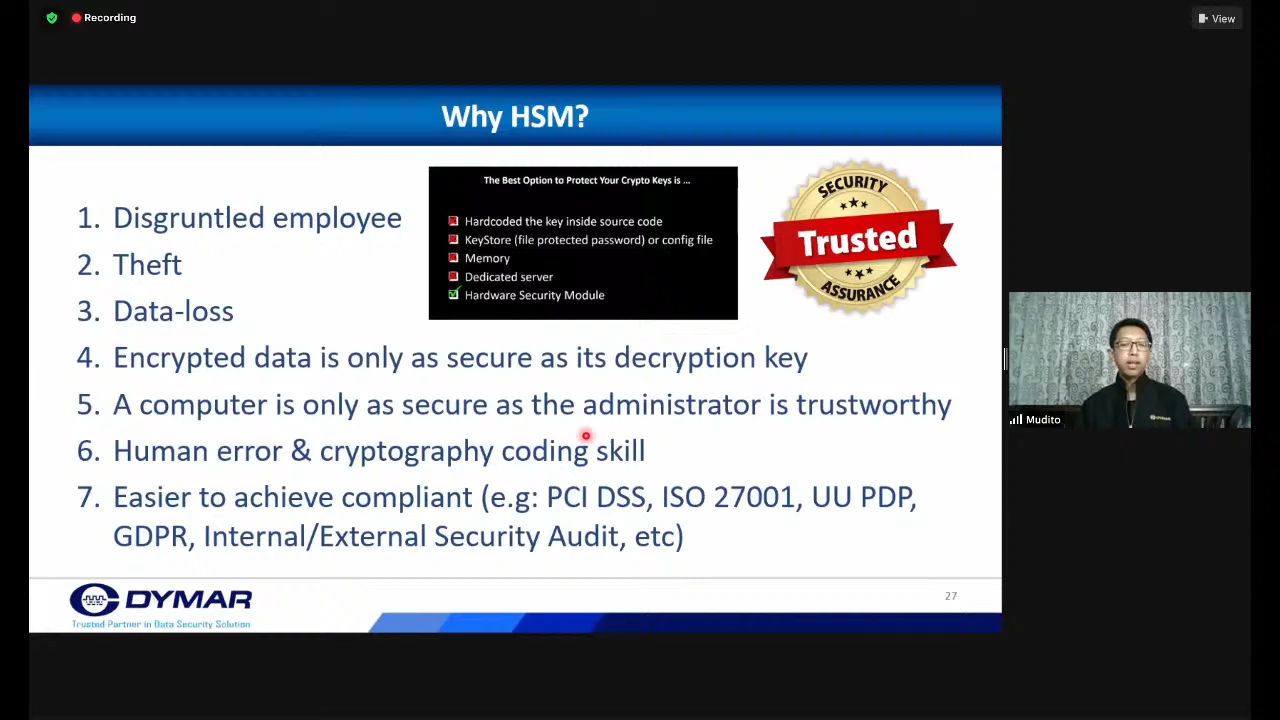 Recording
View
Why HSM?
The Best Option to Protect Your Crypto Keys is ...
Hardcoded the key inside source code
KeyStore (file protected password) or config file
Memory
Dedicated server
Hardware Security Module
SECURITY
Trusted
ASSURANCE
1. Disgruntled employee
2. Theft
3. Data-loss
4. Encrypted data is only as secure as its decryption key
5. A computer is only as secure as the administrator is trustworthy
6. Human error & cryptography coding skill
7. Easier to achieve compliant (e.g: PCI DSS, ISO 27001, UU PDP,
GDPR, Internal/External Security Audit, etc)
Mudito
DYMAR
Trusted Partner in Data Security Solution
27